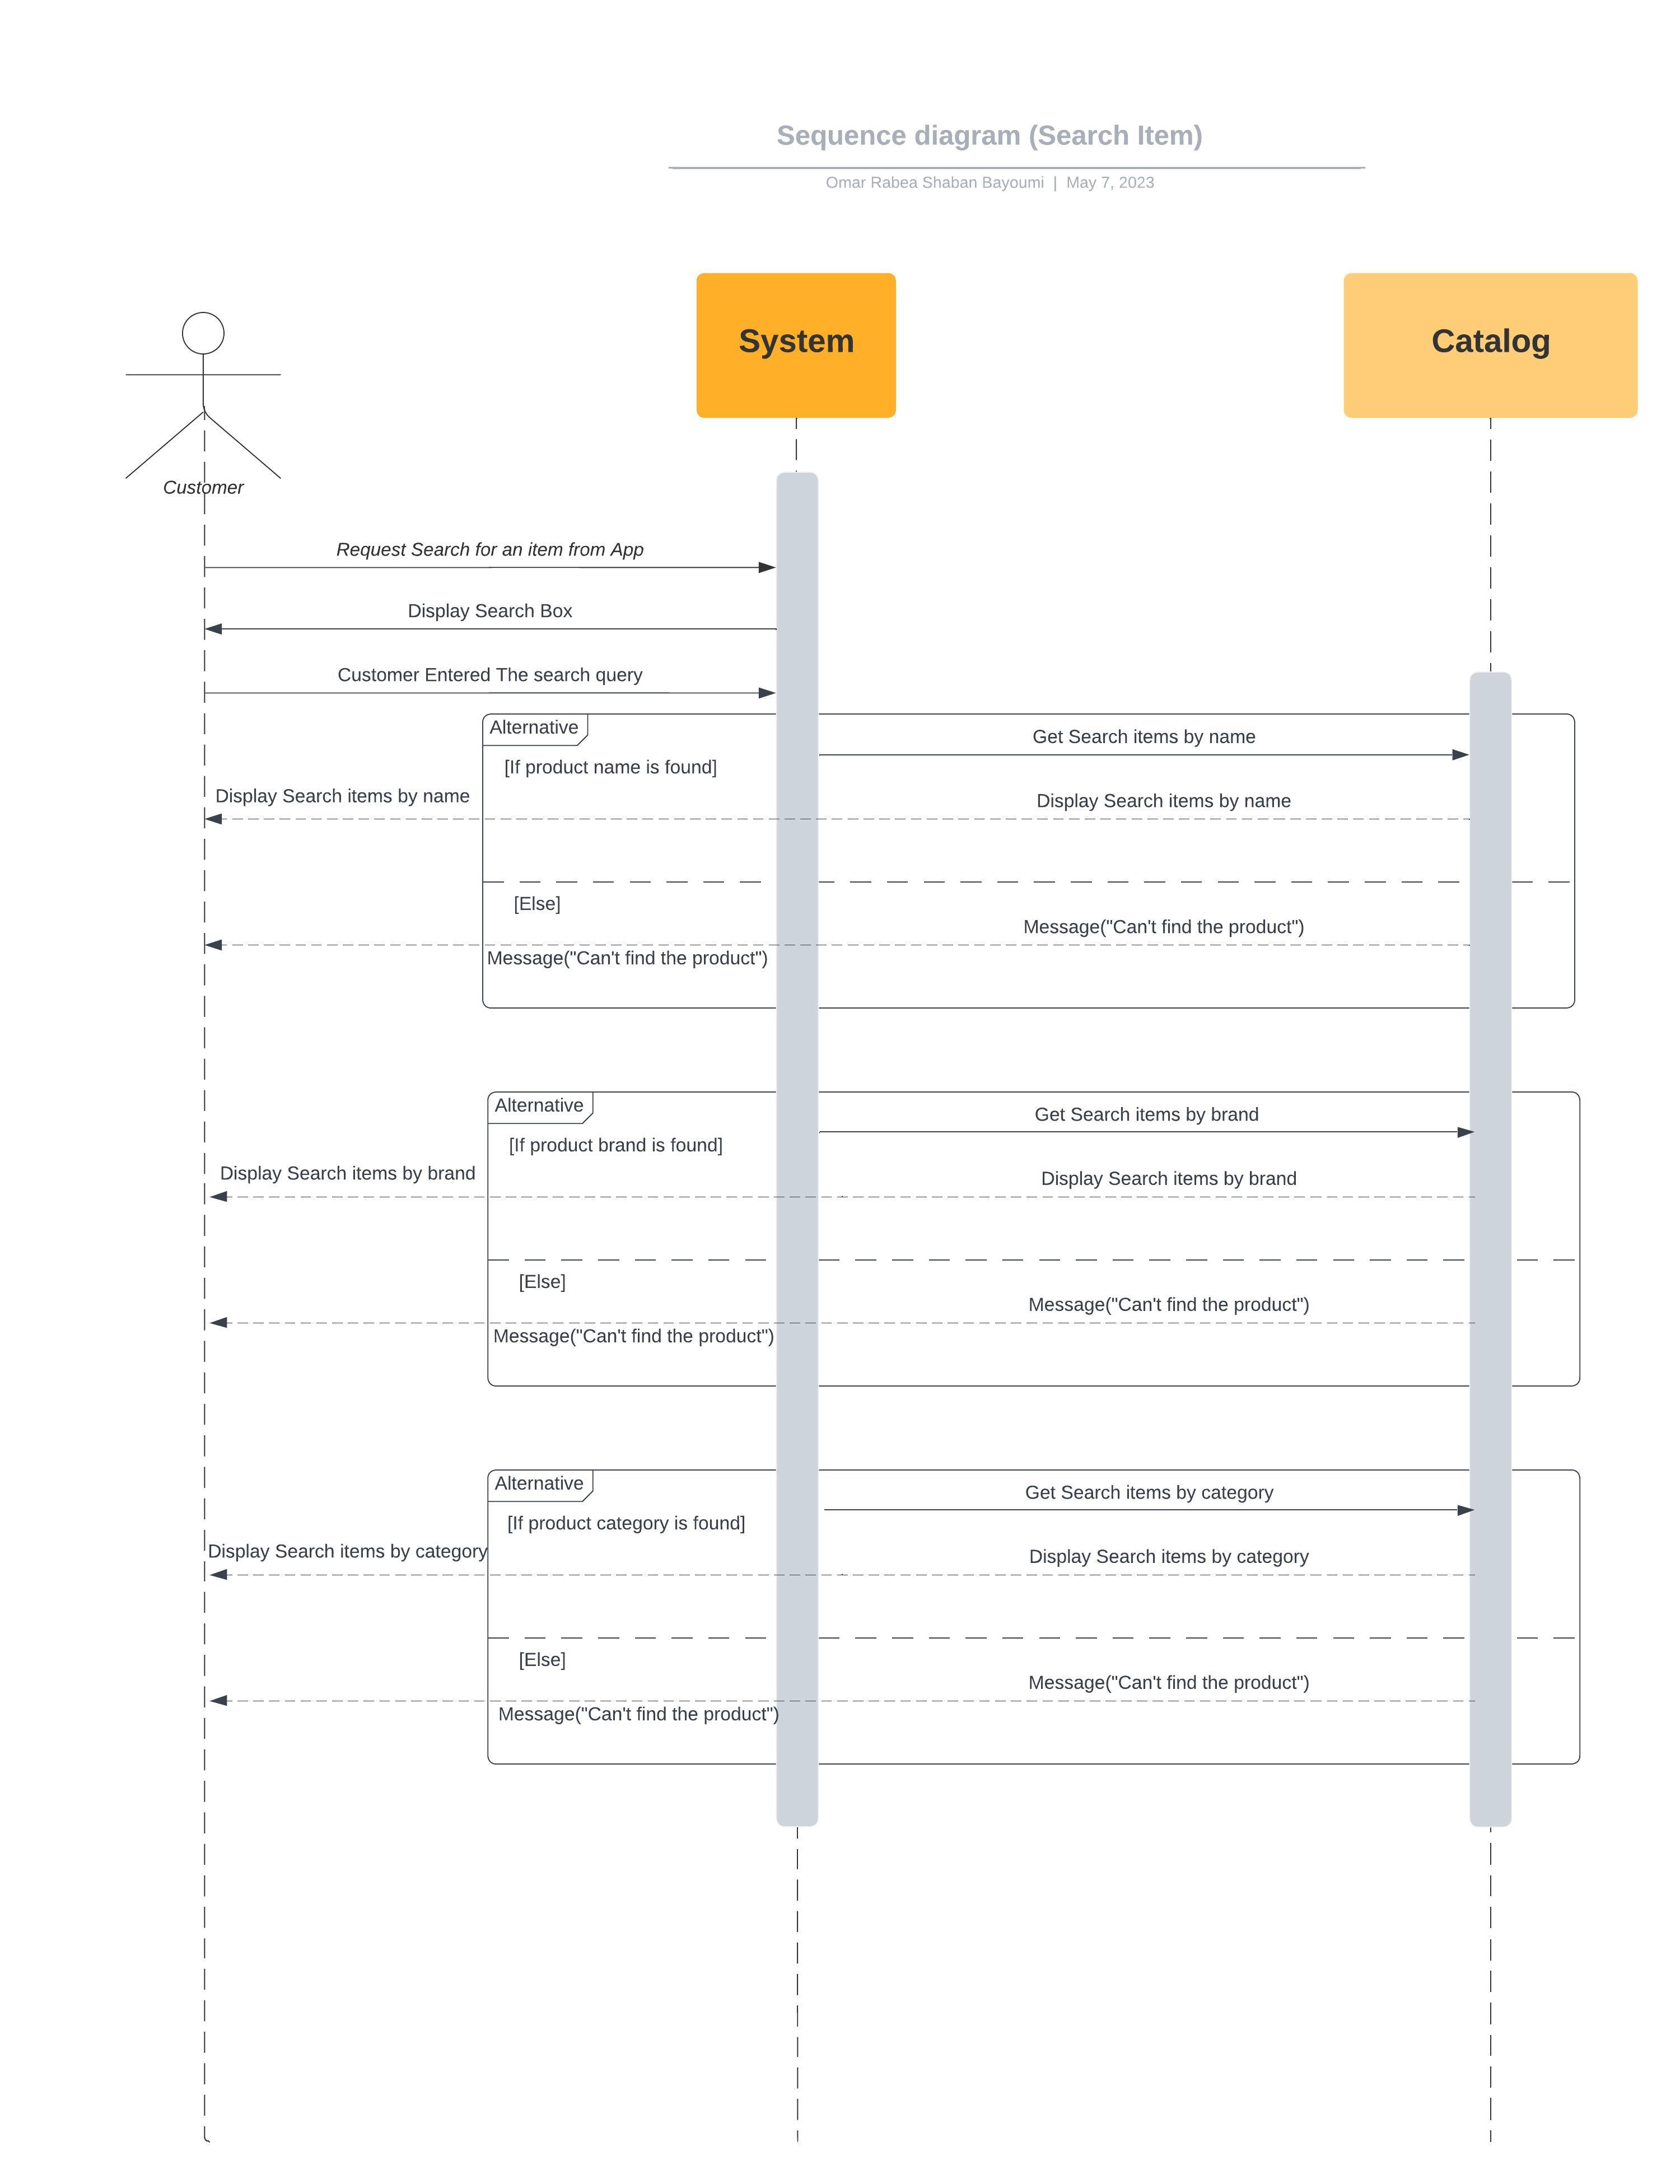 Sequence diagram (Search Item)
Omar Rabea Shaban Bayoumi | May 7, 2023
System
Catalog
Customer
Request Search for an item from App
Display Search Box
Customer Entered The search query
Alternative
Get Search items by name
[If product name is found]
Display Search items by name
Display Search items by name
[Else]
Message("Can't find the product")
Message("Can't find the product")
Alternative
Get Search items by brand
[If product brand is found]
Display Search items by brand
Display Search items by brand
[Else]
Message("Can't find the product")
Message("Can't find the product")
Alternative
Get Search items by category
[If product category is found]
Display Search items by category
Display Search items by category
[Else]
Message("Can't find the product")
Message("Can't find the product")